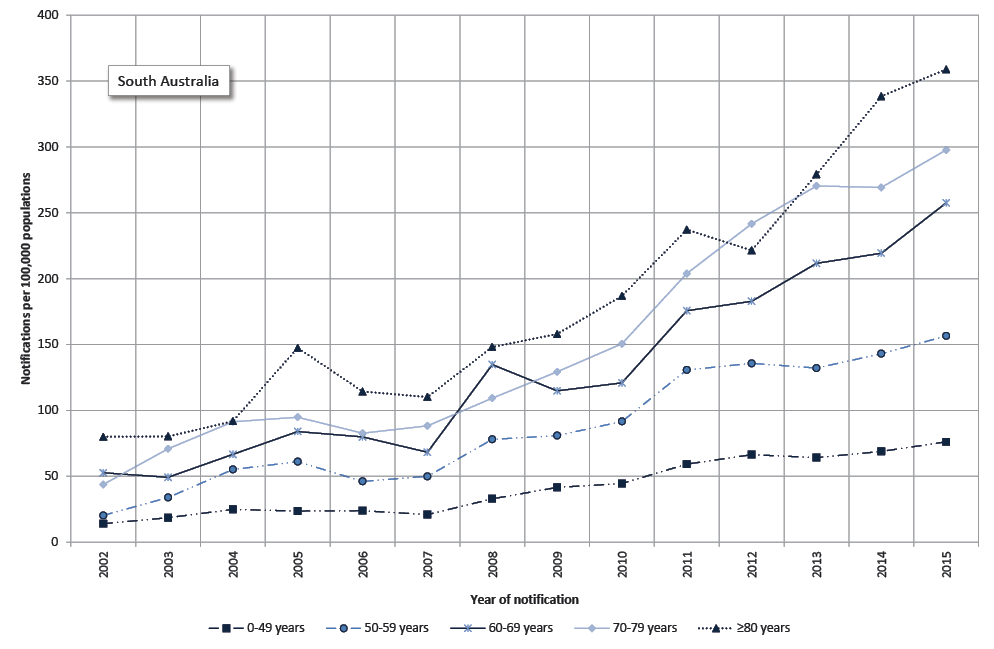 400
350
South Australia
300
250
200
150
100
50
0
Notifications per 100,000 populations
2002 2003 2004 2005 2006 2007 2008 2009 2010 2011 2012 2013 2014 2015
Year of notification
0-49 years 50-59 years 60-69 years 70-79 years ≥80 years